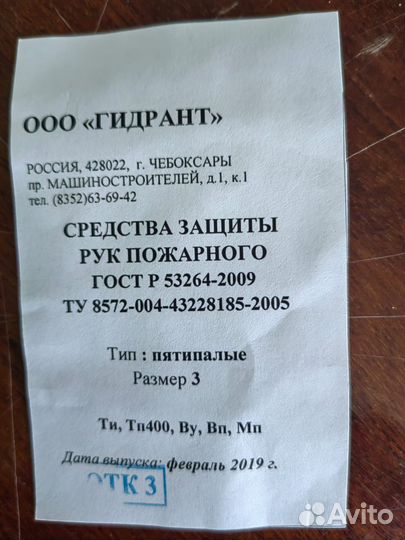 ООО «ГИДРАНТ»
РОССИЯ, 428022, г. ЧЕБОКСАРЫ
пр. МАШИНОСТРОИТЕЛЕЙ, д.1, к.1
тел. (8352)63-69-42
СРЕДСТВА ЗАЩИТЫ
РУК ПОЖАРНОГО
ГОСТ Р 53264-2009
ТУ 8572-004-43228185-2005
Тип : пятипалые
Размер 3
Ти, Тп400, Ву, Вп, Мп
Дата выпуска: февраль 2019 г.
ОТК 3
Avito